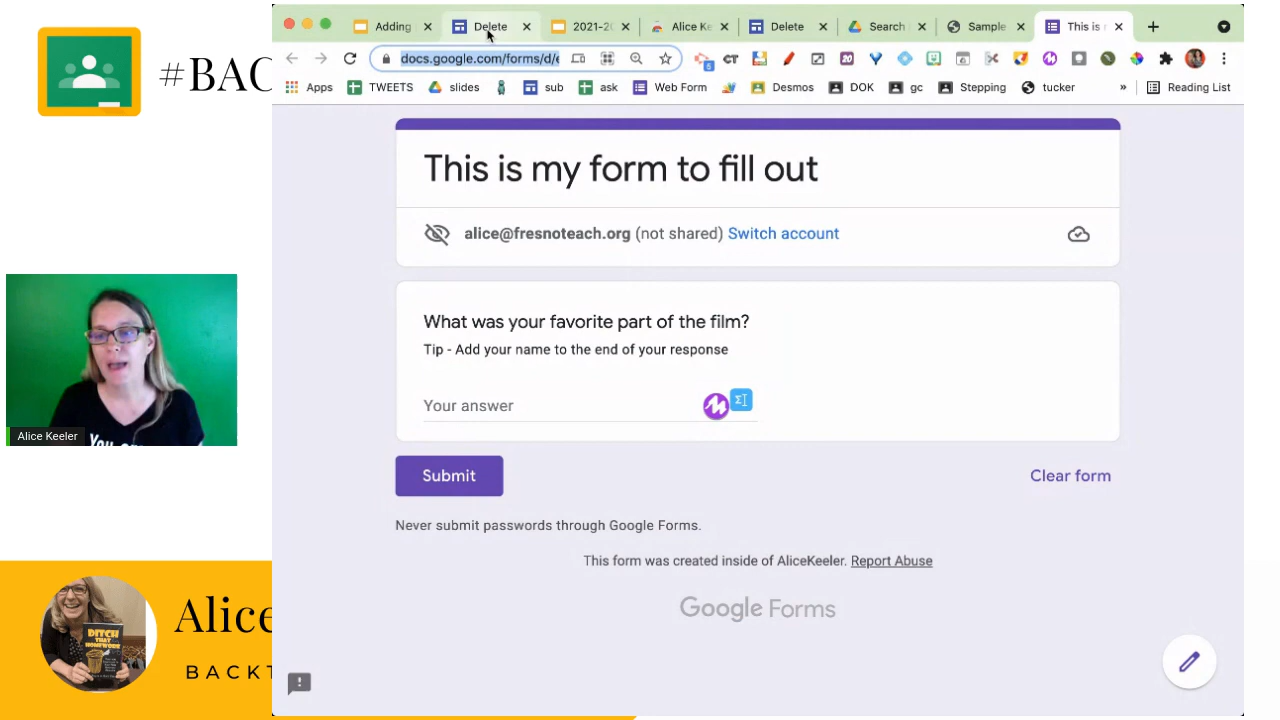 #BAC
Adding
Delete
2021-20
Alice Ke
Delete
Search
Sample
This is
docs.google.com/forms/d/e
Apps
TWEETS
slides
sub
ask
Web Form
Desmos
DOK
gc
Stepping
tucker
»
Reading List
This is my form to fill out
alice@fresnoteach.org (not shared) Switch account
What was your favorite part of the film?
Tip - Add your name to the end of your response
Your answer
Submit
Clear form
Never submit passwords through Google Forms.
This form was created inside of AliceKeeler. Report Abuse
Google Forms
Alice Keeler
DITCH
THAT
HOMEWORK
Alice
BACKT